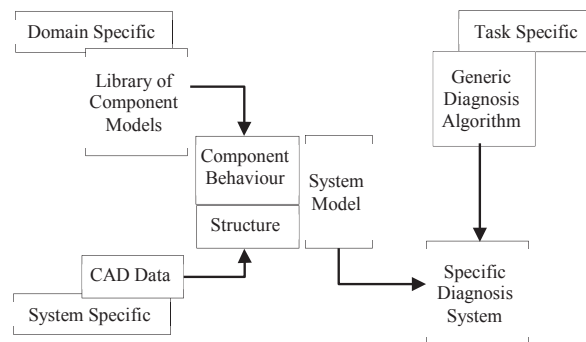 Domain Specific
Library of
Component
Models
Task Specific
Generic
Diagnosis
Algorithm
Component
Behaviour
Structure
System
Model
CAD Data
System Specific
Specific
Diagnosis
System